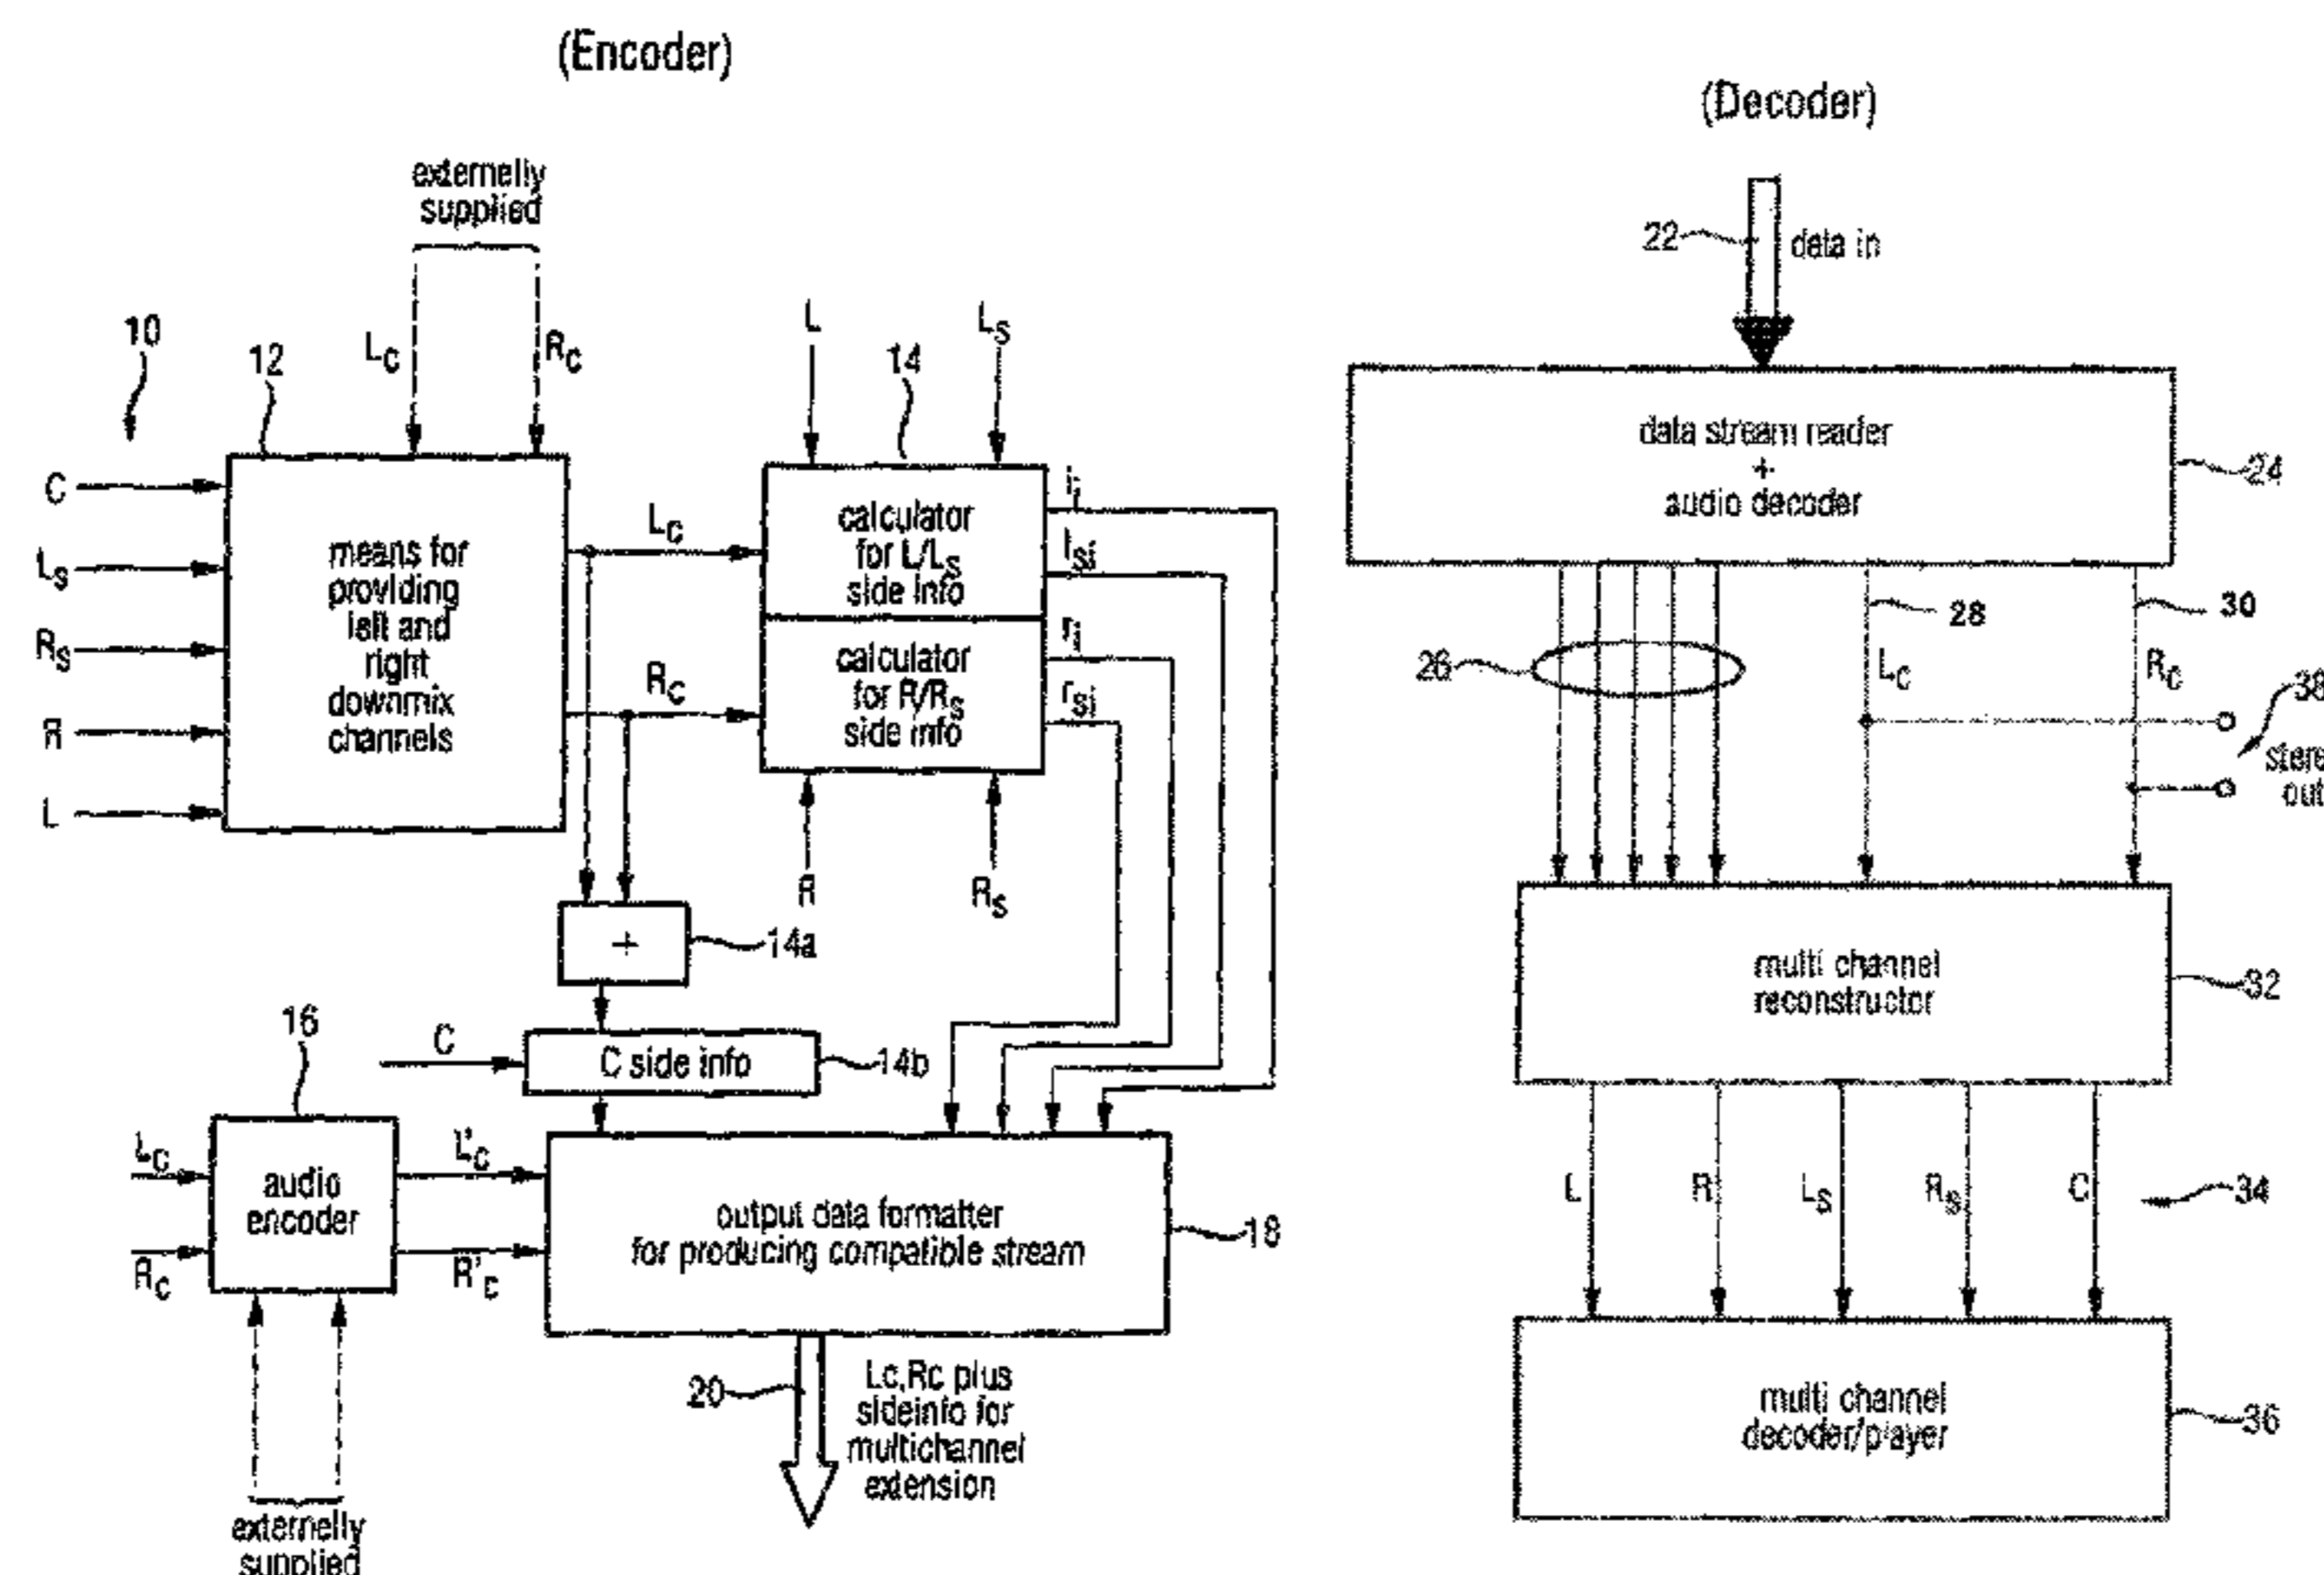 (Encoder)
externelly
supplied
10
12
Lc
Rc
L
Ls
14
C
Ls
Rs
R
L
means for
providing
left and
right
downmix
channels
Lc
Rc
calculator
for L/Ls
side info
calculator
for R/Rs
side info
li
lsi
ri
rsi
R
Rs
+
14a
C
C side info
14b
16
Lc
Rc
audio
encoder
L'c
R'c
output data formatter
for producing compatible stream
18
externelly
supplied
20
Lc,Rc plus
sideinfo for
multichannel
extension
(Decoder)
22
data in
data stream reader
+
audio decoder
24
26
28
30
Lc
Rc
38
stere
out
multi channel
reconstructor
32
L
R
Ls
Rs
C
34
multi channel
decoder/player
36